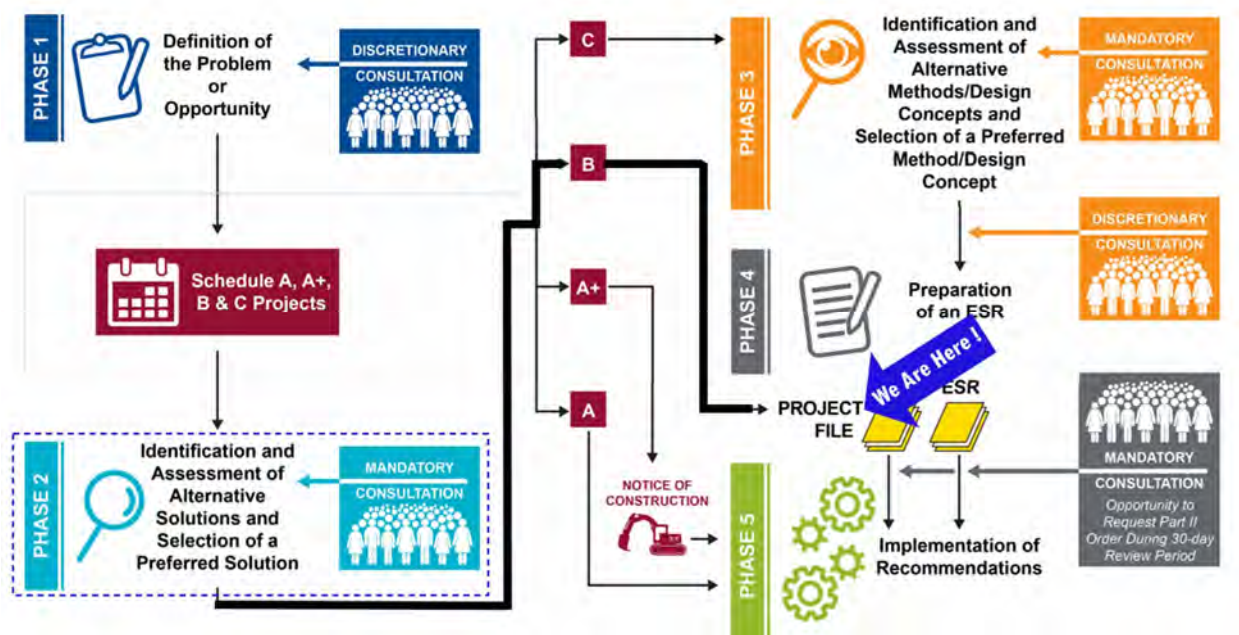 PHASE 1
Definition of
the Problem
or
Opportunity
DISCRETIONARY
CONSULTATION
Schedule A, A+,
B & C Projects
PHASE 2
Identification and
Assessment of
Alternative
Solutions and
Selection of a
Preferred Solution
MANDATORY
CONSULTATION
C
B
A+
A
NOTICE OF
CONSTRUCTION
PHASE 3
Identification and
Assessment of
Alternative
Methods/Design
Concepts and
Selection of a Preferred
Method/Design
Concept
MANDATORY
CONSULTATION
DISCRETIONARY
CONSULTATION
PHASE 4
Preparation
of an ESR
We Are Here !
PROJECT
FILE
ESR
MANDATORY
CONSULTATION
Opportunity to
Request Part II
Order During 30-day
Review Period
PHASE 5
Implementation of
Recommendations